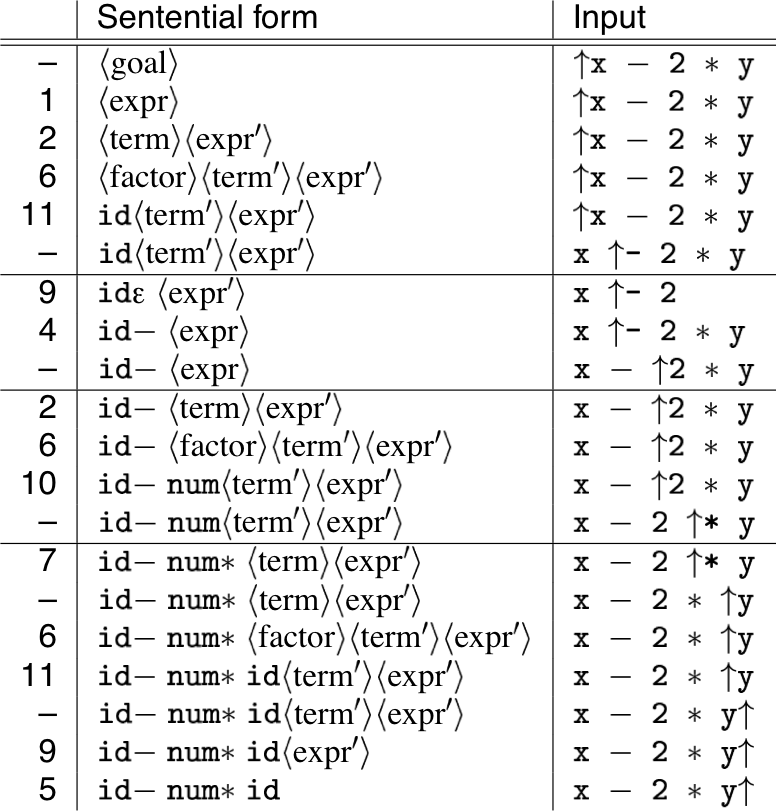 Sentential form Input
– ⟨goal⟩ ↑x − 2 ∗ y
1 ⟨expr⟩ ↑x − 2 ∗ y
2 ⟨term⟩⟨expr′⟩ ↑x − 2 ∗ y
6 ⟨factor⟩⟨term′⟩⟨expr′⟩ ↑x − 2 ∗ y
11 id⟨term′⟩⟨expr′⟩ ↑x − 2 ∗ y
– id⟨term′⟩⟨expr′⟩ x ↑- 2 ∗ y
9 idε ⟨expr′⟩ x ↑- 2
4 id− ⟨expr⟩ x ↑- 2 ∗ y
– id− ⟨expr⟩ x − ↑2 ∗ y
2 id− ⟨term⟩⟨expr′⟩ x − ↑2 ∗ y
6 id− ⟨factor⟩⟨term′⟩⟨expr′⟩ x − ↑2 ∗ y
10 id− num⟨term′⟩⟨expr′⟩ x − ↑2 ∗ y
– id− num⟨term′⟩⟨expr′⟩ x − 2 ↑* y
7 id− num∗ ⟨term⟩⟨expr′⟩ x − 2 ↑* y
– id− num∗ ⟨term⟩⟨expr′⟩ x − 2 ∗ ↑y
6 id− num∗ ⟨factor⟩⟨term′⟩⟨expr′⟩ x − 2 ∗ ↑y
11 id− num∗ id⟨term′⟩⟨expr′⟩ x − 2 ∗ ↑y
– id− num∗ id⟨term′⟩⟨expr′⟩ x − 2 ∗ y↑
9 id− num∗ id⟨expr′⟩ x − 2 ∗ y↑
5 id− num∗ id x − 2 ∗ y↑